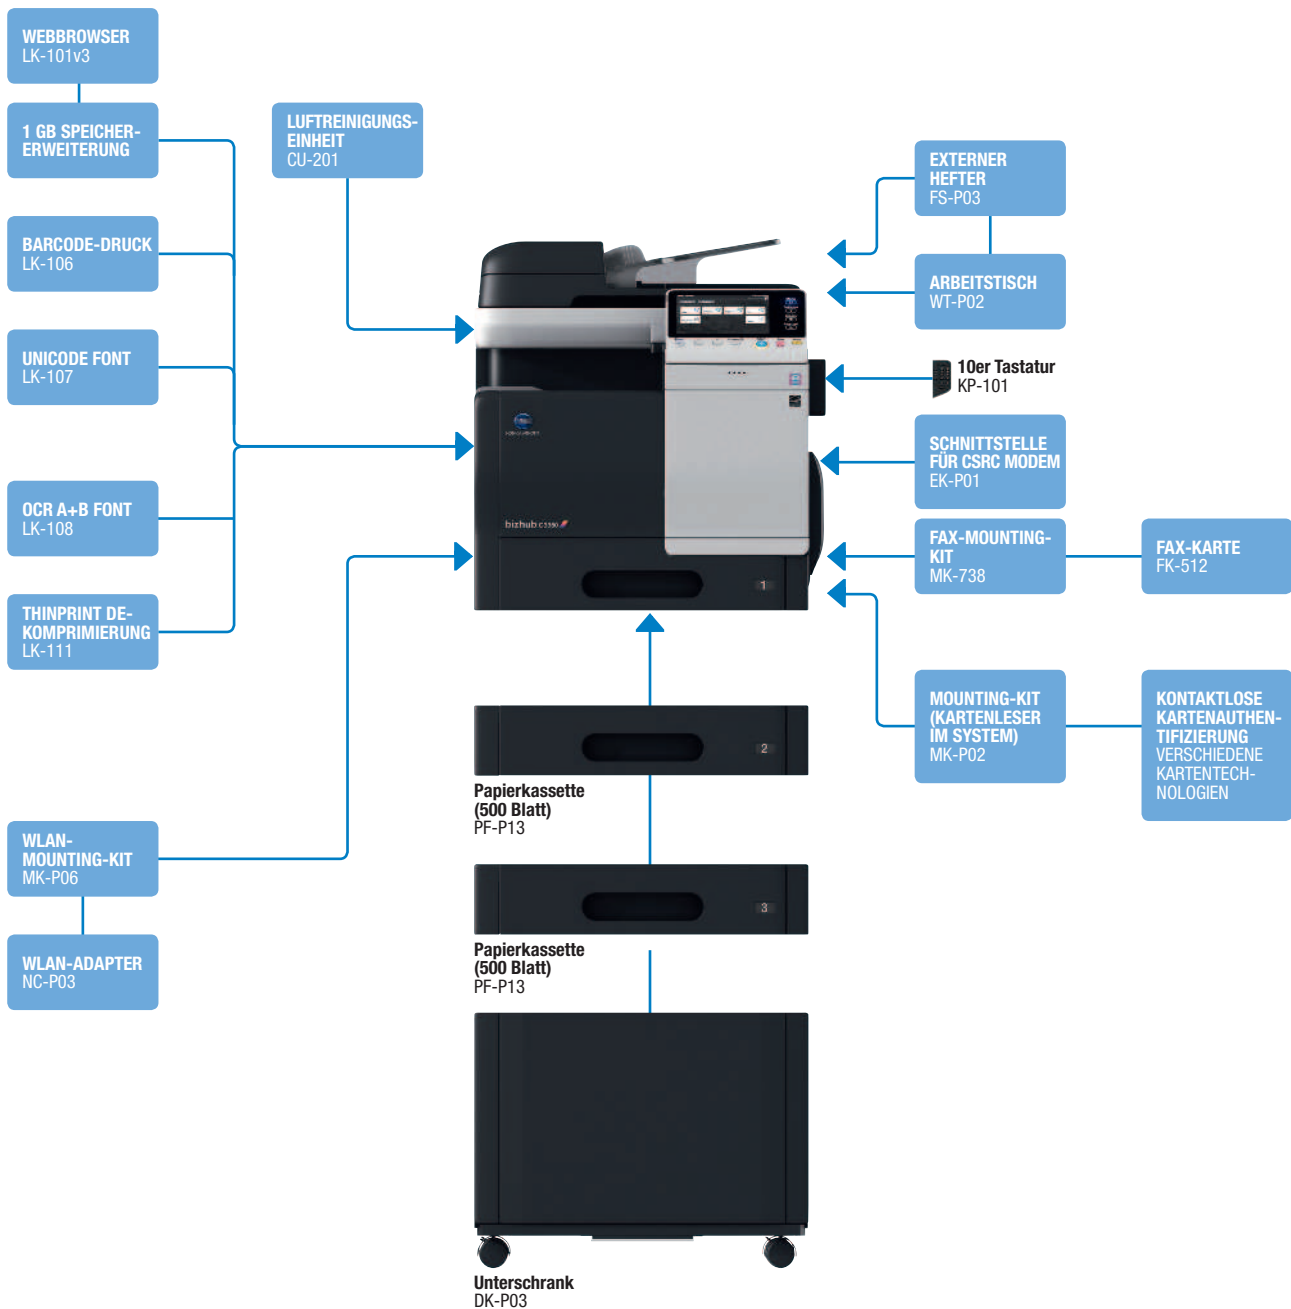 WEBBROWSER
LK-101v3
1 GB SPEICHER-
ERWEITERUNG
BARCODE-DRUCK
LK-106
UNICODE FONT
LK-107
OCR A+B FONT
LK-108
THINPRINT DE-
KOMPRIMIERUNG
LK-111
WLAN-
MOUNTING-KIT
MK-P06
WLAN-ADAPTER
NC-P03
LUFTREINIGUNGS-
EINHEIT
CU-201
EXTERNER
HEFTER
FS-P03
ARBEITSTISCH
WT-P02
10er Tastatur
KP-101
SCHNITTSTELLE
FÜR CSRC MODEM
EK-P01
FAX-MOUNTING-
KIT
MK-738
FAX-KARTE
FK-512
MOUNTING-KIT
(KARTENLESER
IM SYSTEM)
MK-P02
KONTAKTLOSE
KARTENAUTHEN-
TIFIZIERUNG
VERSCHIEDENE
KARTENTECH-
NOLOGIEN
bizhub C3350
1
2
Papierkassette
(500 Blatt)
PF-P13
3
Papierkassette
(500 Blatt)
PF-P13
Unterschrank
DK-P03